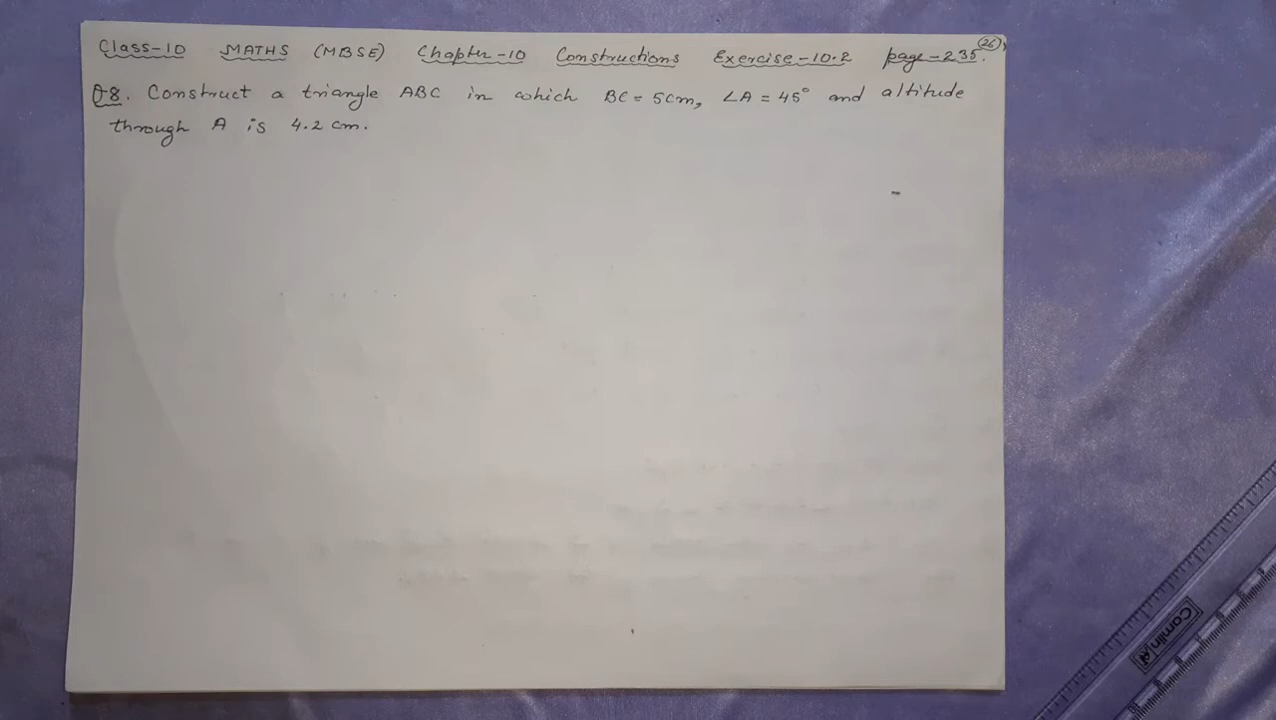 Class-10 MATHS (MBSE) Chapter-10 Constructions Exercise-10.2 page-235. (26)
Q8. Construct a triangle ABC in which BC = 5cm, ∠A = 45° and altitude
through A is 4.2 cm.
Camlin